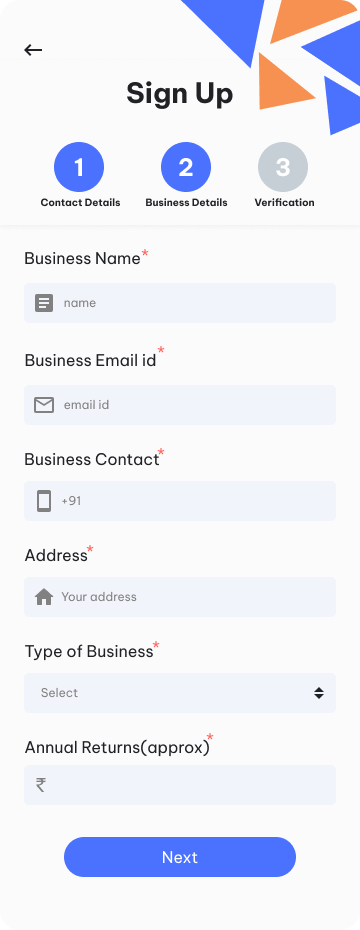 Sign Up
1 2 3
Contact Details Business Details Verification
Business Name*
name
Business Email id*
email id
Business Contact*
+91
Address*
Your address
Type of Business*
Select
Annual Returns(approx)*
₹
Next